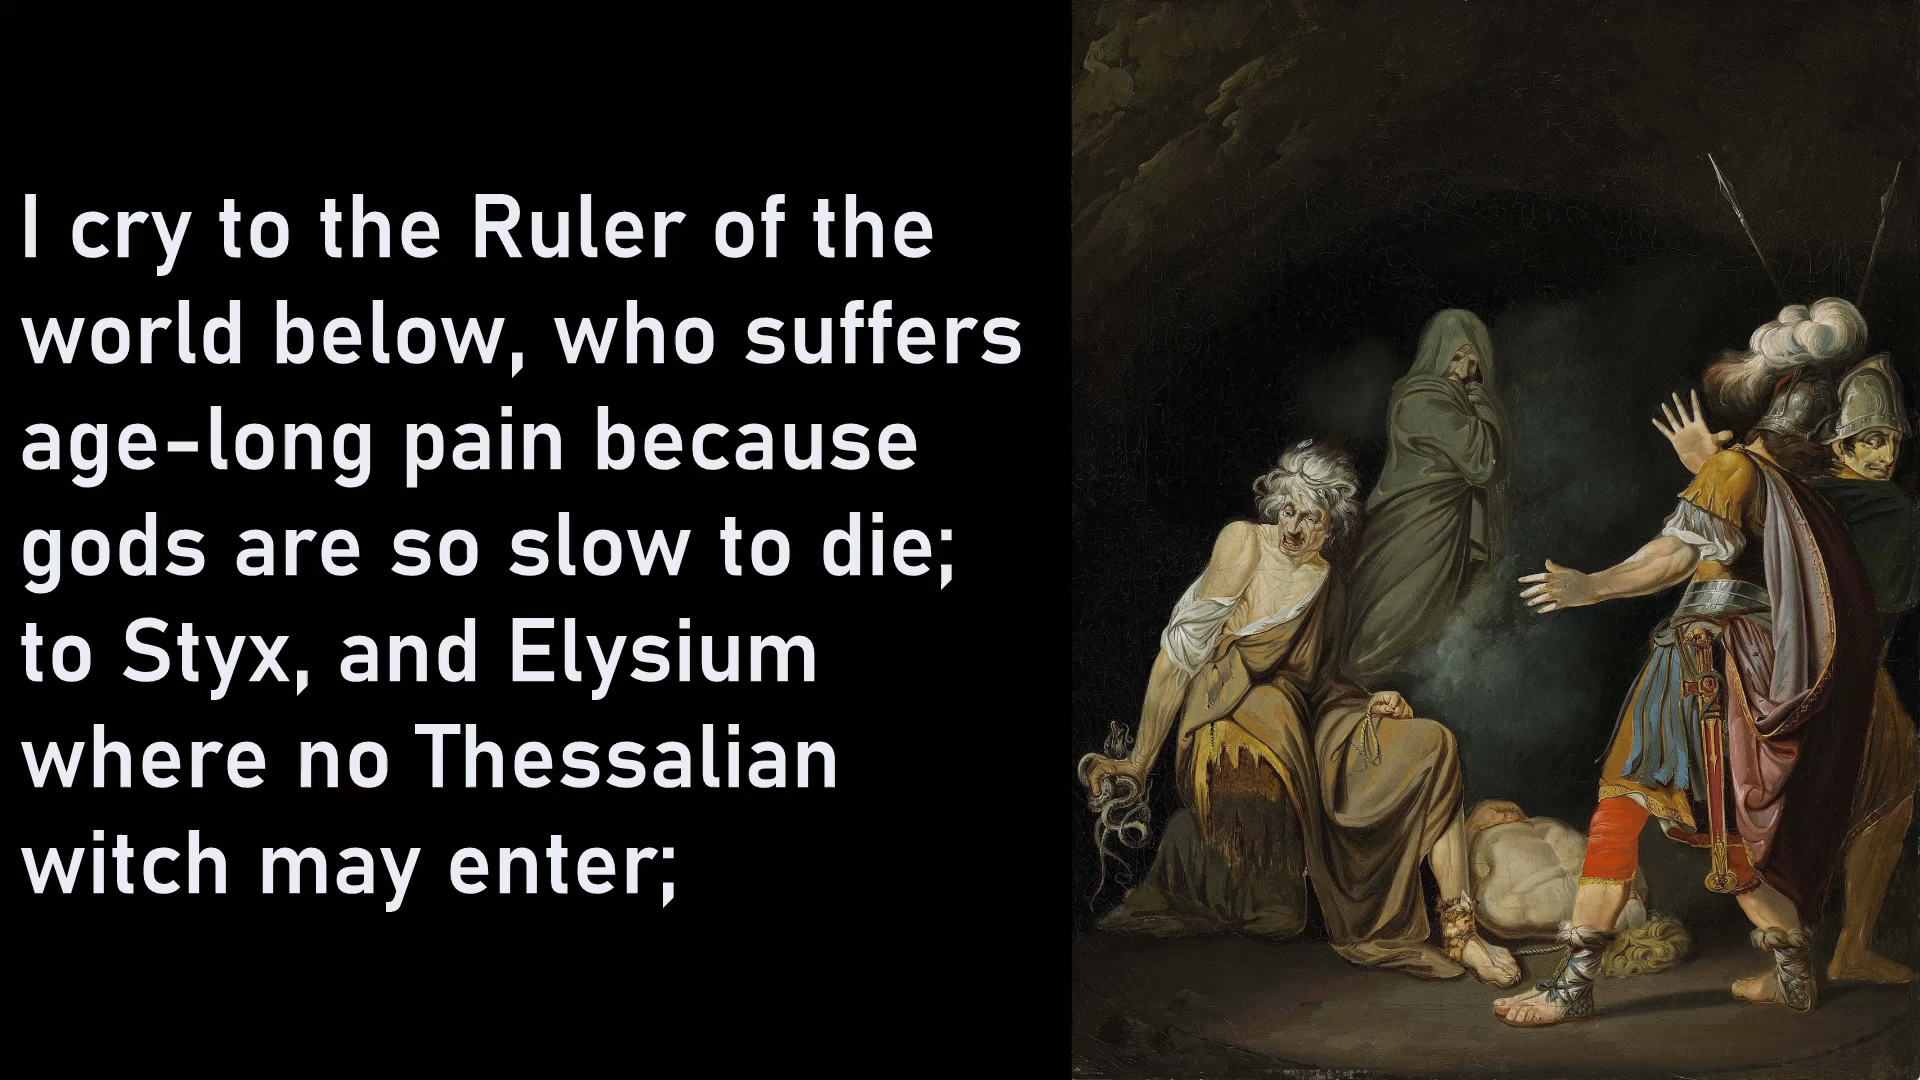 I cry to the Ruler of the
world below, who suffers
age-long pain because
gods are so slow to die;
to Styx, and Elysium
where no Thessalian
witch may enter;